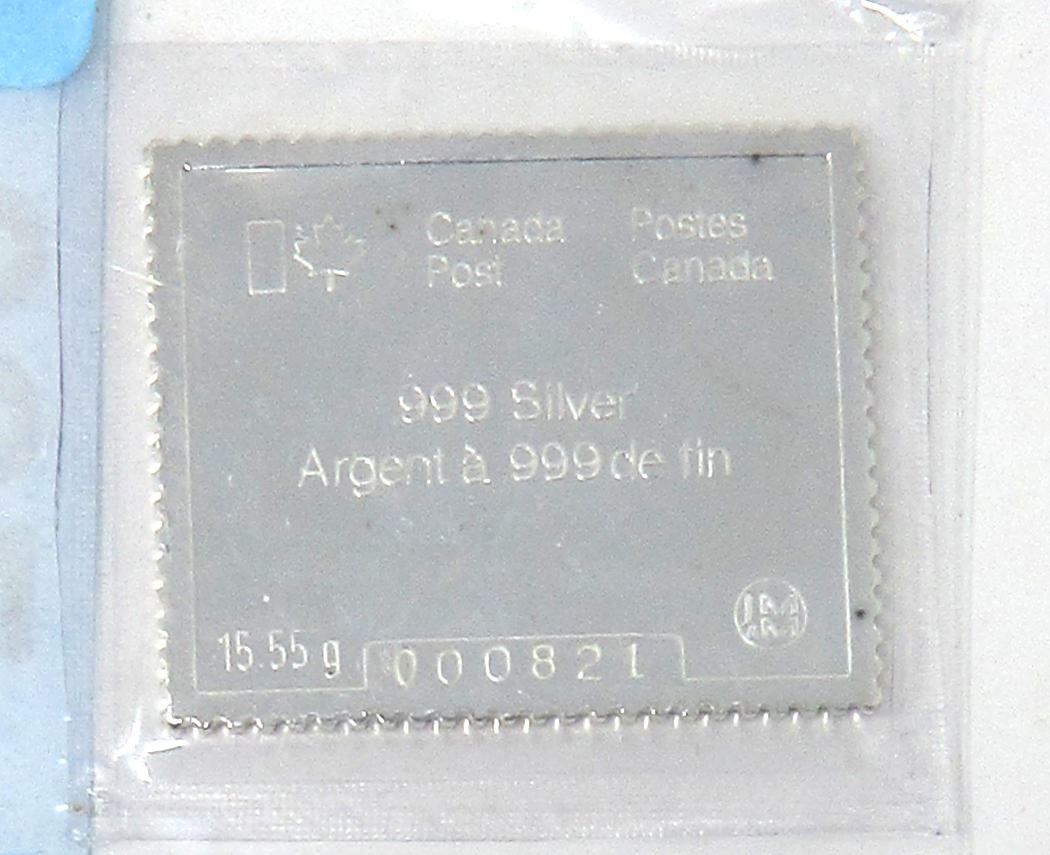 Canada Postes
Post Canada
999 Silver
Argent à 999 de fin
15.55 g 000821